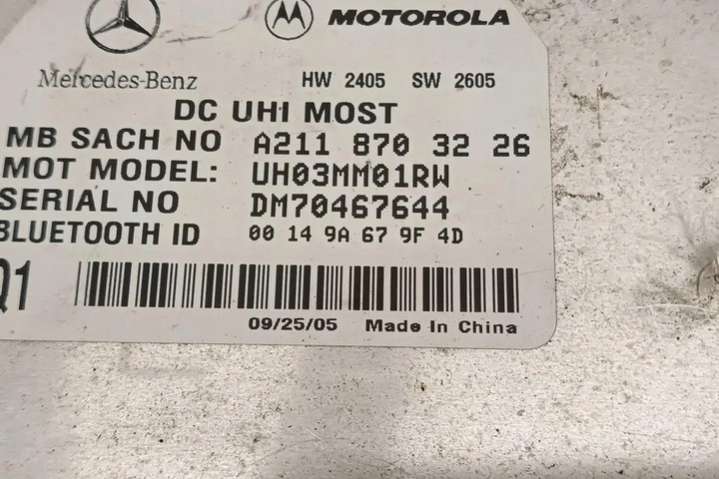 MOTOROLA
Mercedes-Benz HW 2405 SW 2605
DC UHI MOST
MB SACH NO A211 870 32 26
MOT MODEL: UH03MM01RW
SERIAL NO DM70467644
BLUETOOTH ID 00 14 9A 67 9F 4D
Q1
09/25/05 Made In China